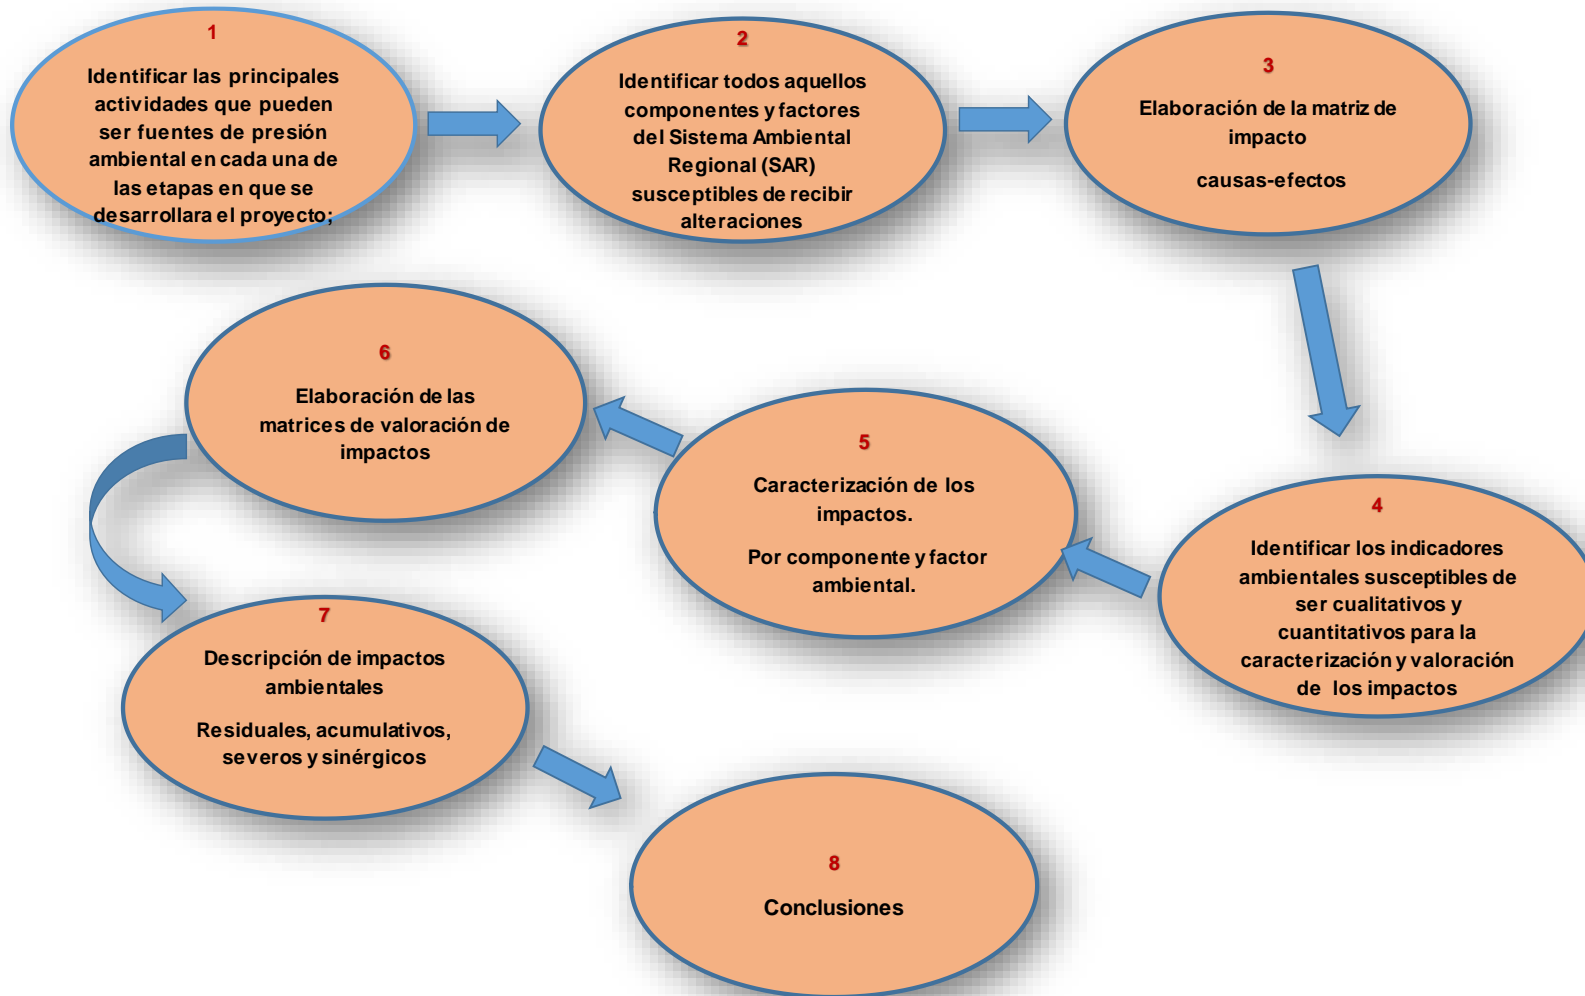 1
Identificar las principales
actividades que pueden
ser fuentes de presión
ambiental en cada una de
las etapas en que se
desarrollara el proyecto;
2
Identificar todos aquellos
componentes y factores
del Sistema Ambiental
Regional (SAR)
susceptibles de recibir
alteraciones
3
Elaboración de la matriz de
impacto
causas-efectos
4
Identificar los indicadores
ambientales susceptibles de
ser cualitativos y
cuantitativos para la
caracterización y valoración
de los impactos
5
Caracterización de los
impactos.
Por componente y factor
ambiental.
6
Elaboración de las
matrices de valoración de
impactos
7
Descripción de impactos
ambientales
Residuales, acumulativos,
severos y sinérgicos
8
Conclusiones